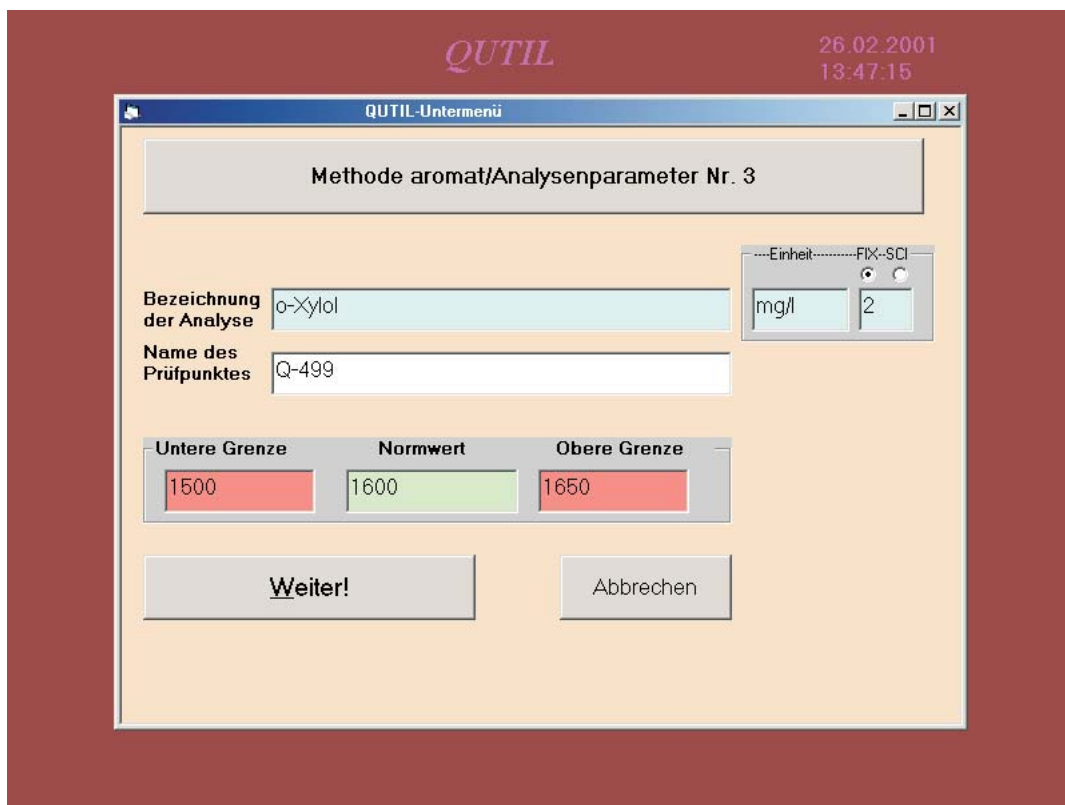 QUTIL
26.02.2001
13:47:15
QUTIL-Untermenü
Methode aromat/Analysenparameter Nr. 3
----Einheit----------FIX--SCI
Bezeichnung
der Analyse
o-Xylol
mg/l
2
Name des
Prüfpunktes
Q-499
Untere Grenze Normwert Obere Grenze
1500 1600 1650
Weiter! Abbrechen